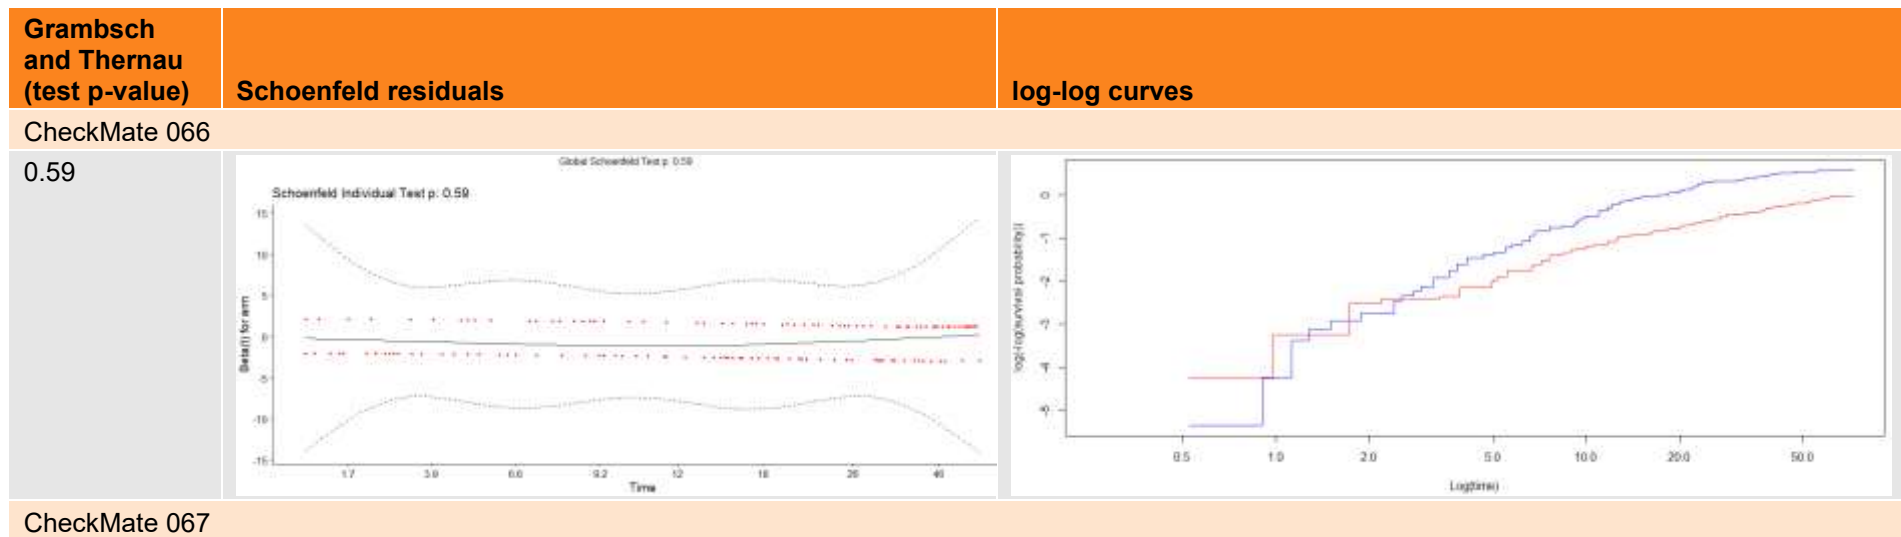 Grambsch
and Thernau
(test p-value)
Schoenfeld residuals
log-log curves
CheckMate 066
0.59
Global Schoenfeld Test p: 0.59
Schoenfeld Individual Test p: 0.59
Beta(t) for arm
15
10
5
0
-5
-10
-15
1.7
3.9
6.0
9.2
12
18
26
Time
log(-log(survival probability))
0
-1
-2
-3
-4
-5
0.5
1.0
2.0
5.0
10.0
20.0
50.0
Log(time)
CheckMate 067